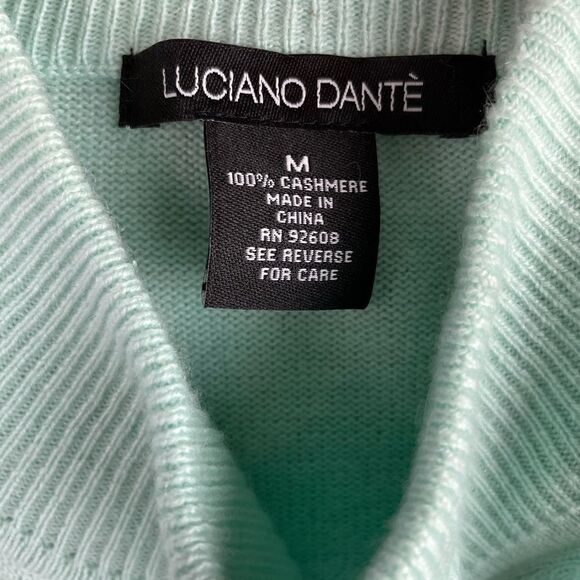 LUCIANO DANTÈ
M
100% CASHMERE
MADE IN
CHINA
RN 92608
SEE REVERSE
FOR CARE